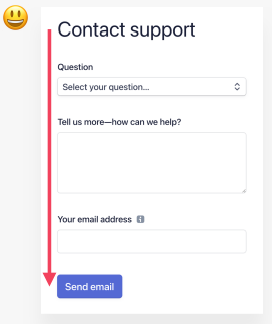 Contact support
Question
Select your question...
Tell us more—how can we help?
Your email address
Send email